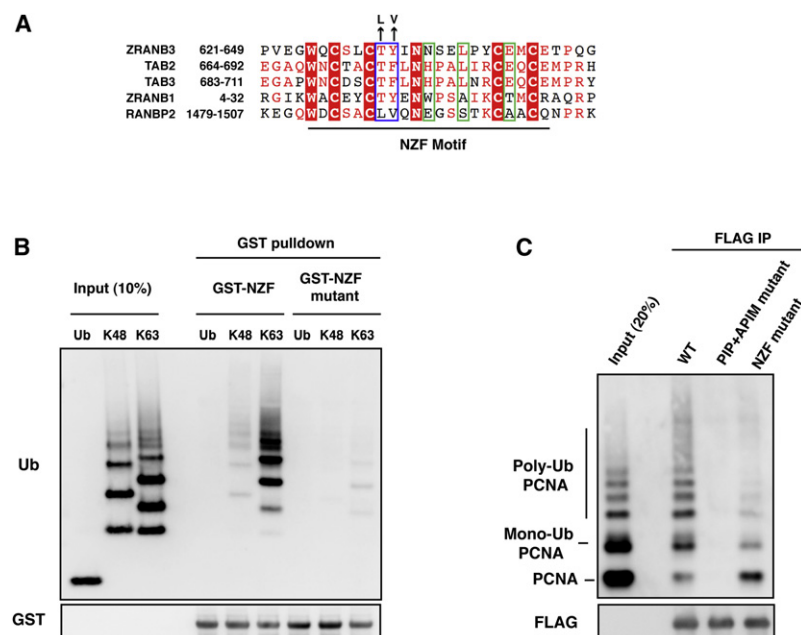 A
L V
ZRANB3 621-649 PVEGWQCSLCTYINNSELPYCEMCETPQG
TAB2 664-692 EGAQWNCTACTFLNHPALIRCEQCEMPRH
TAB3 683-711 EGAPWNCDSCTFLNHPALNRCEQCEMPRY
ZRANB1 4-32 RGIKWACEYCTYENWPSAIKCTMCRAQRP
RANBP2 1479-1507 KEGQWDCSACLVQNEGSSTKCAACQNPRK
NZF Motif
B
GST pulldown
Input (10%) GST-NZF GST-NZF mutant
Ub K48 K63 Ub K48 K63 Ub K48 K63
Ub
GST
C
FLAG IP
Input (20%) WT PIP+APIM mutant NZF mutant
Poly-Ub
PCNA
Mono-Ub
PCNA
PCNA
FLAG